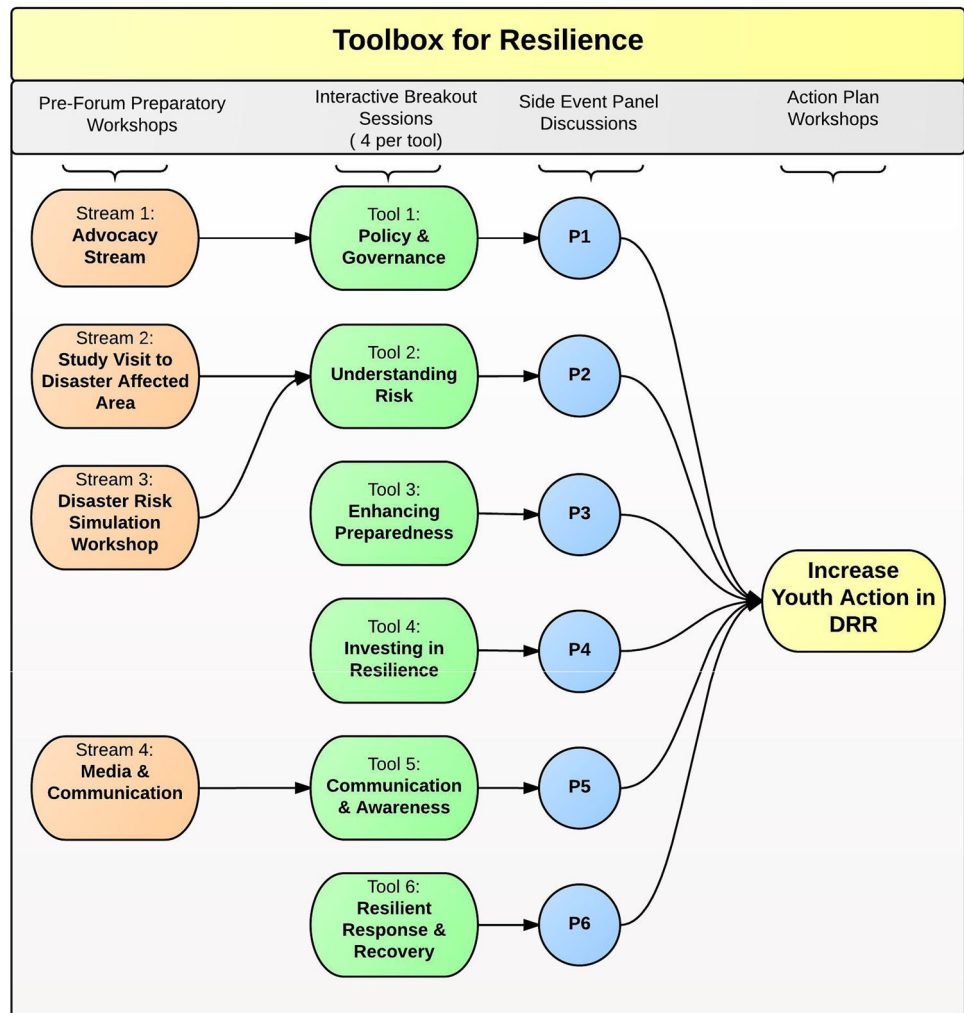 Toolbox for Resilience
Pre-Forum Preparatory
Workshops
Interactive Breakout
Sessions
( 4 per tool)
Side Event Panel
Discussions
Action Plan
Workshops
Stream 1:
Advocacy
Stream
Tool 1:
Policy &
Governance
P1
Stream 2:
Study Visit to
Disaster Affected
Area
Tool 2:
Understanding
Risk
P2
Stream 3:
Disaster Risk
Simulation
Workshop
Tool 3:
Enhancing
Preparedness
P3
Increase
Youth Action in
DRR
Tool 4:
Investing in
Resilience
P4
Stream 4:
Media &
Communication
Tool 5:
Communication
& Awareness
P5
Tool 6:
Resilient
Response &
Recovery
P6